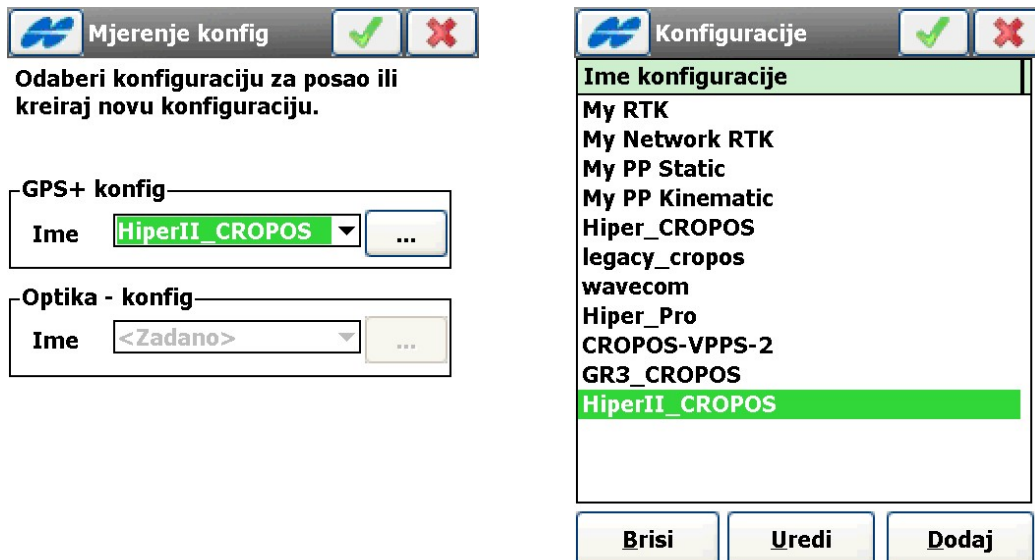 Mjerenje konfig
Odaberi konfiguraciju za posao ili
kreiraj novu konfiguraciju.
GPS+ konfig
Ime HiperII_CROPOS ...
Optika - konfig
Ime <Zadano> ...
Konfiguracije
Ime konfiguracije
My RTK
My Network RTK
My PP Static
My PP Kinematic
Hiper_CROPOS
legacy_cropos
wavecom
Hiper_Pro
CROPOS-VPPS-2
GR3_CROPOS
HiperII_CROPOS
Brisi Uredi Dodaj